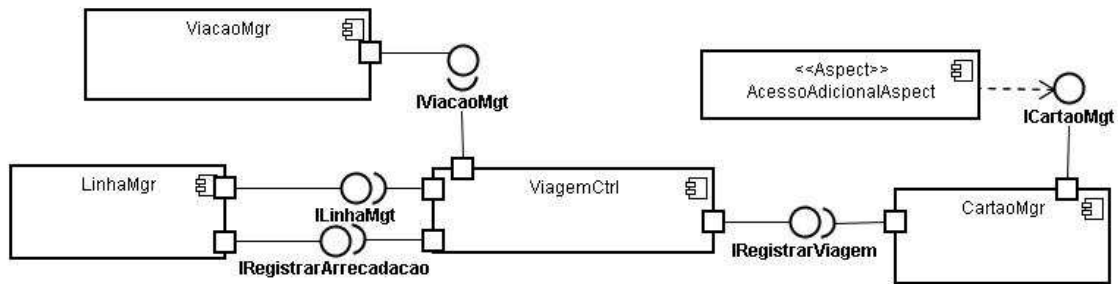 ViacaoMgr
IViacaoMgt
<<Aspect>>
AcessoAdicionalAspect
ICartaoMgt
LinhaMgr
ILinhaMgt
IRegistrarArrecadacao
ViagemCtrl
IRegistrarViagem
CartaoMgr